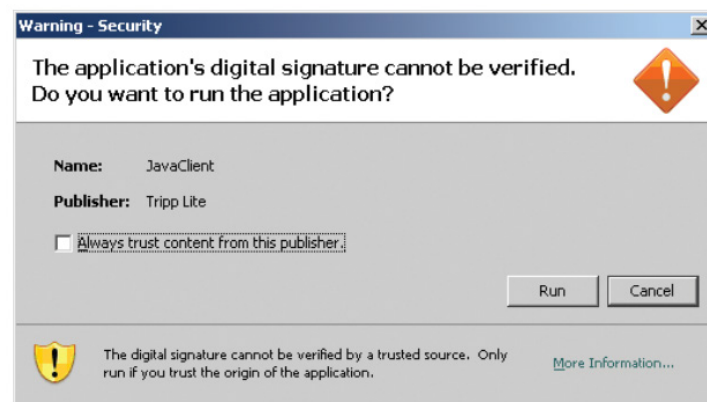 Warning - Security
The application's digital signature cannot be verified.
Do you want to run the application?
Name: JavaClient
Publisher: Tripp Lite
Always trust content from this publisher.
Run Cancel
The digital signature cannot be verified by a trusted source. Only
run if you trust the origin of the application.
More Information...